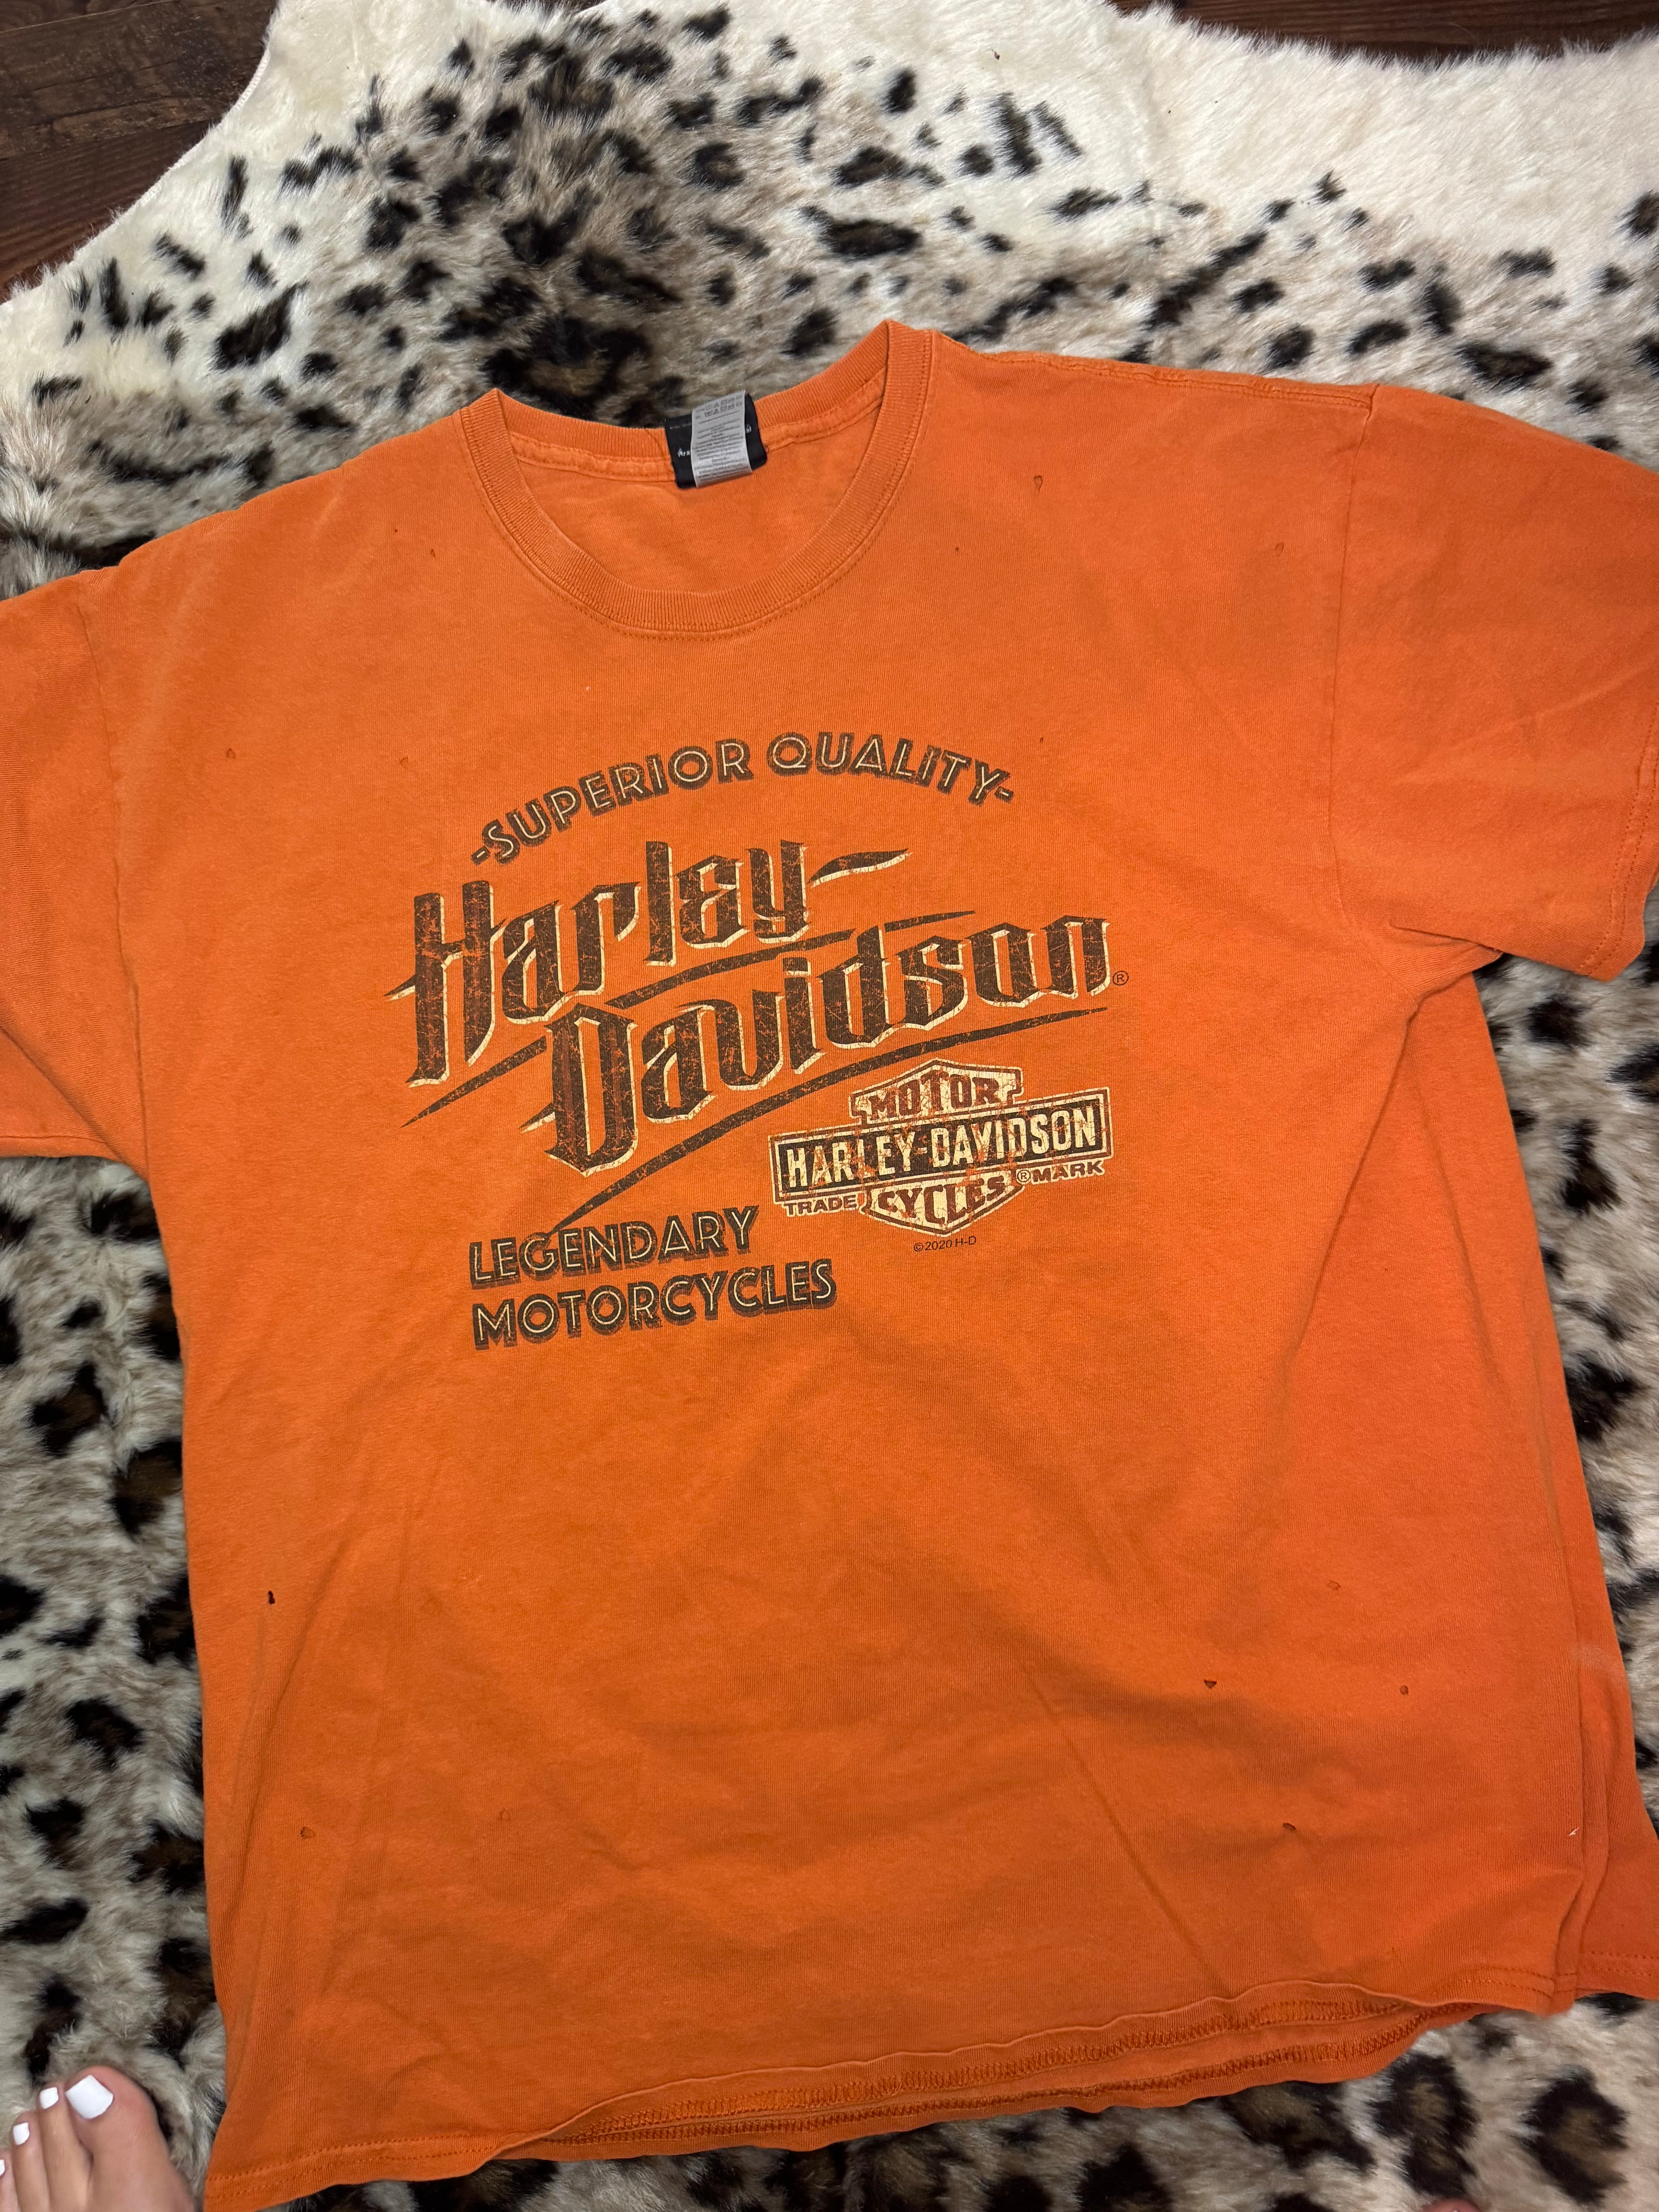 -SUPERIOR QUALITY-
Harley-
Davidson®
MOTOR
HARLEY-DAVIDSON
TRADE CYCLES ®MARK
©2020 H-D
LEGENDARY
MOTORCYCLES